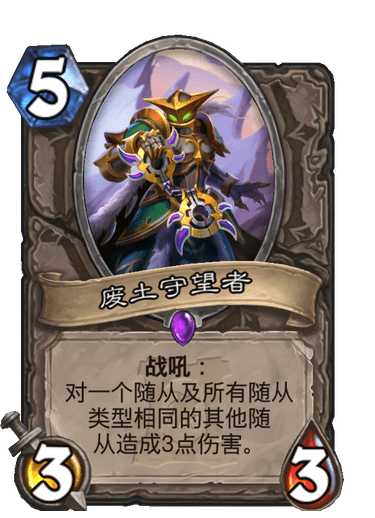 5
废土守望者
战吼：
对一个随从及所有随从
类型相同的其他随
从造成3点伤害。
3
3